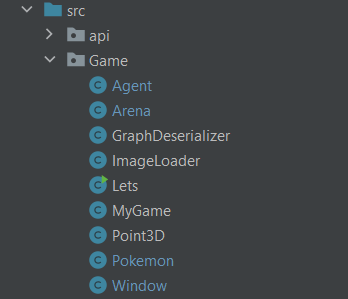 src
api
Game
Agent
Arena
GraphDeserializer
ImageLoader
Lets
MyGame
Point3D
Pokemon
Window